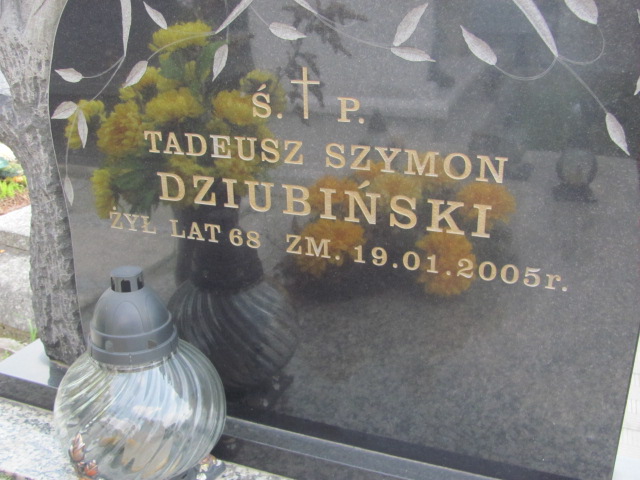 Ś. P.
TADEUSZ SZYMON
DZIUBIŃSKI
ŻYŁ LAT 68 ZM. 19.01.2005r.